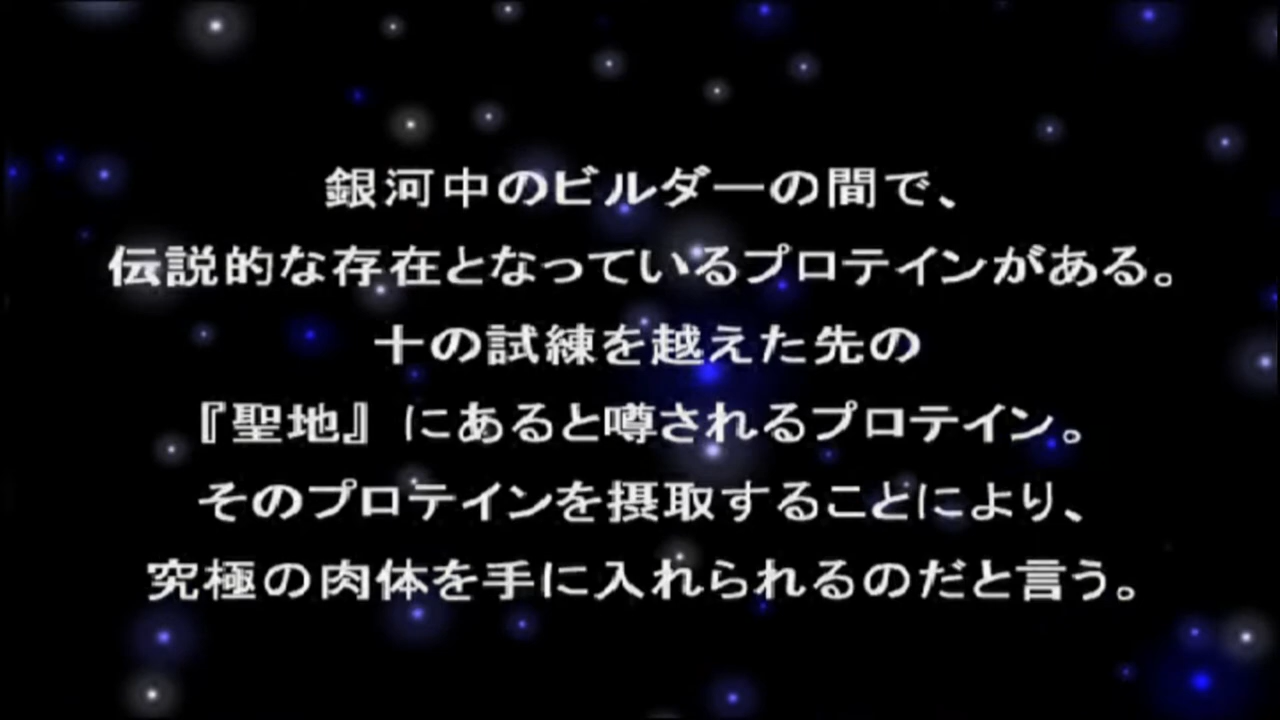 銀河中のビルダーの間で、
伝説的な存在となっているプロテインがある。
十の試練を越えた先の
『聖地』にあると噂されるプロテイン。
そのプロテインを摂取することにより、
究極の肉体を手に入れられるのだと言う。